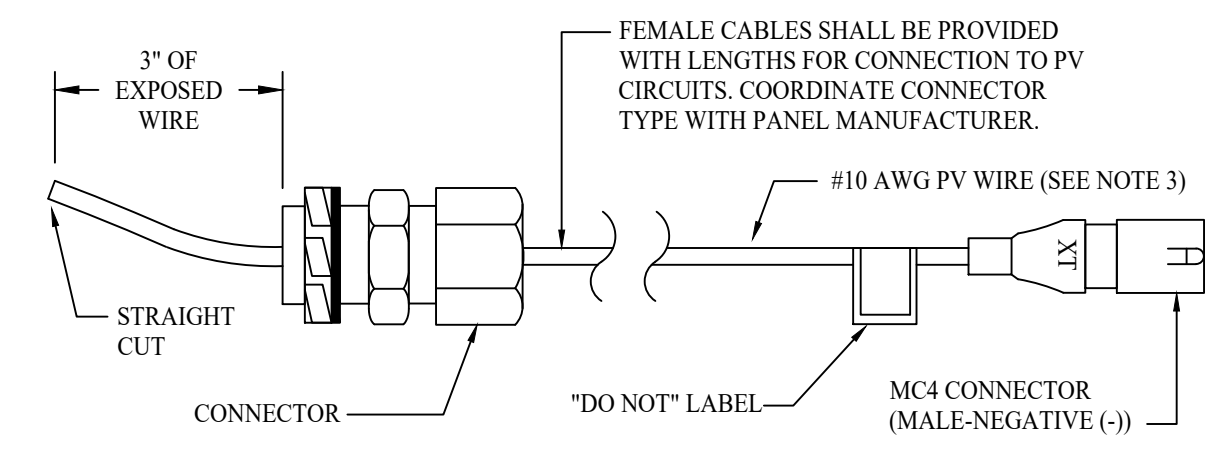 FEMALE CABLES SHALL BE PROVIDED
WITH LENGTHS FOR CONNECTION TO PV
CIRCUITS. COORDINATE CONNECTOR
TYPE WITH PANEL MANUFACTURER.
3" OF
EXPOSED
WIRE
#10 AWG PV WIRE (SEE NOTE 3)
XT
STRAIGHT
CUT
CONNECTOR
"DO NOT" LABEL
MC4 CONNECTOR
(MALE-NEGATIVE (-))